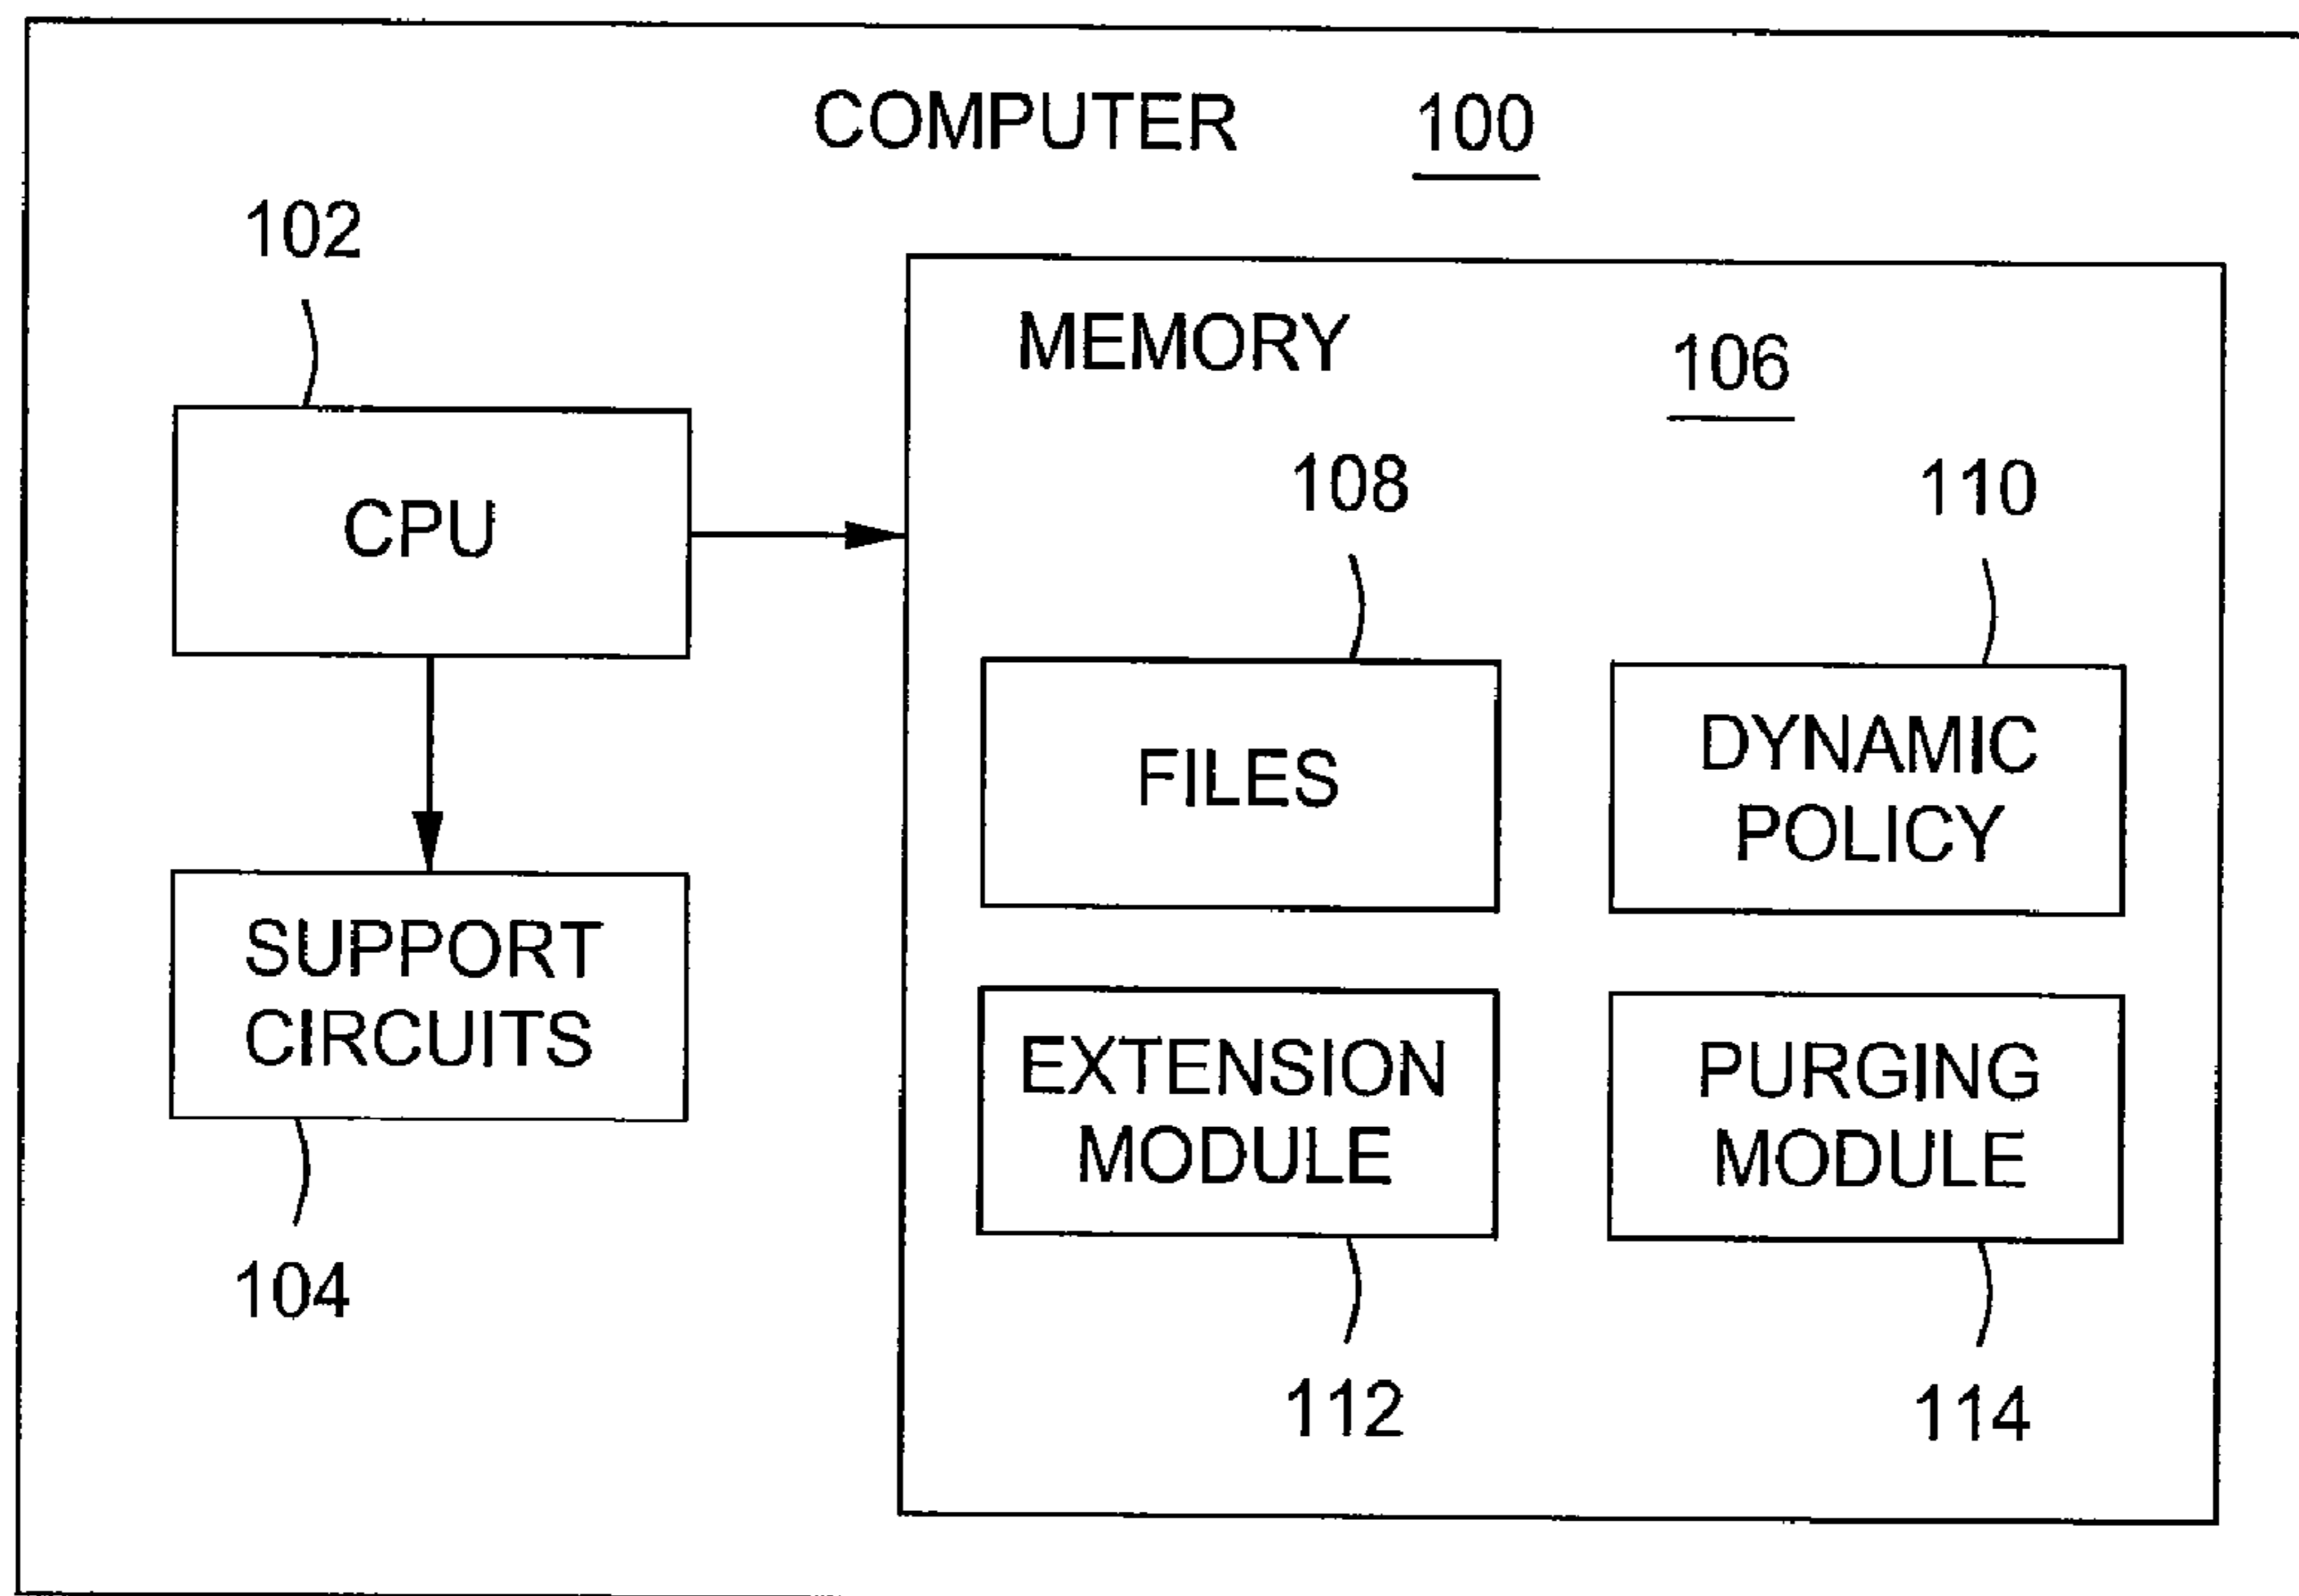 COMPUTER 100
102
MEMORY 106
CPU
108
110
FILES
DYNAMIC
POLICY
SUPPORT
CIRCUITS
EXTENSION
MODULE
PURGING
MODULE
104
112
114